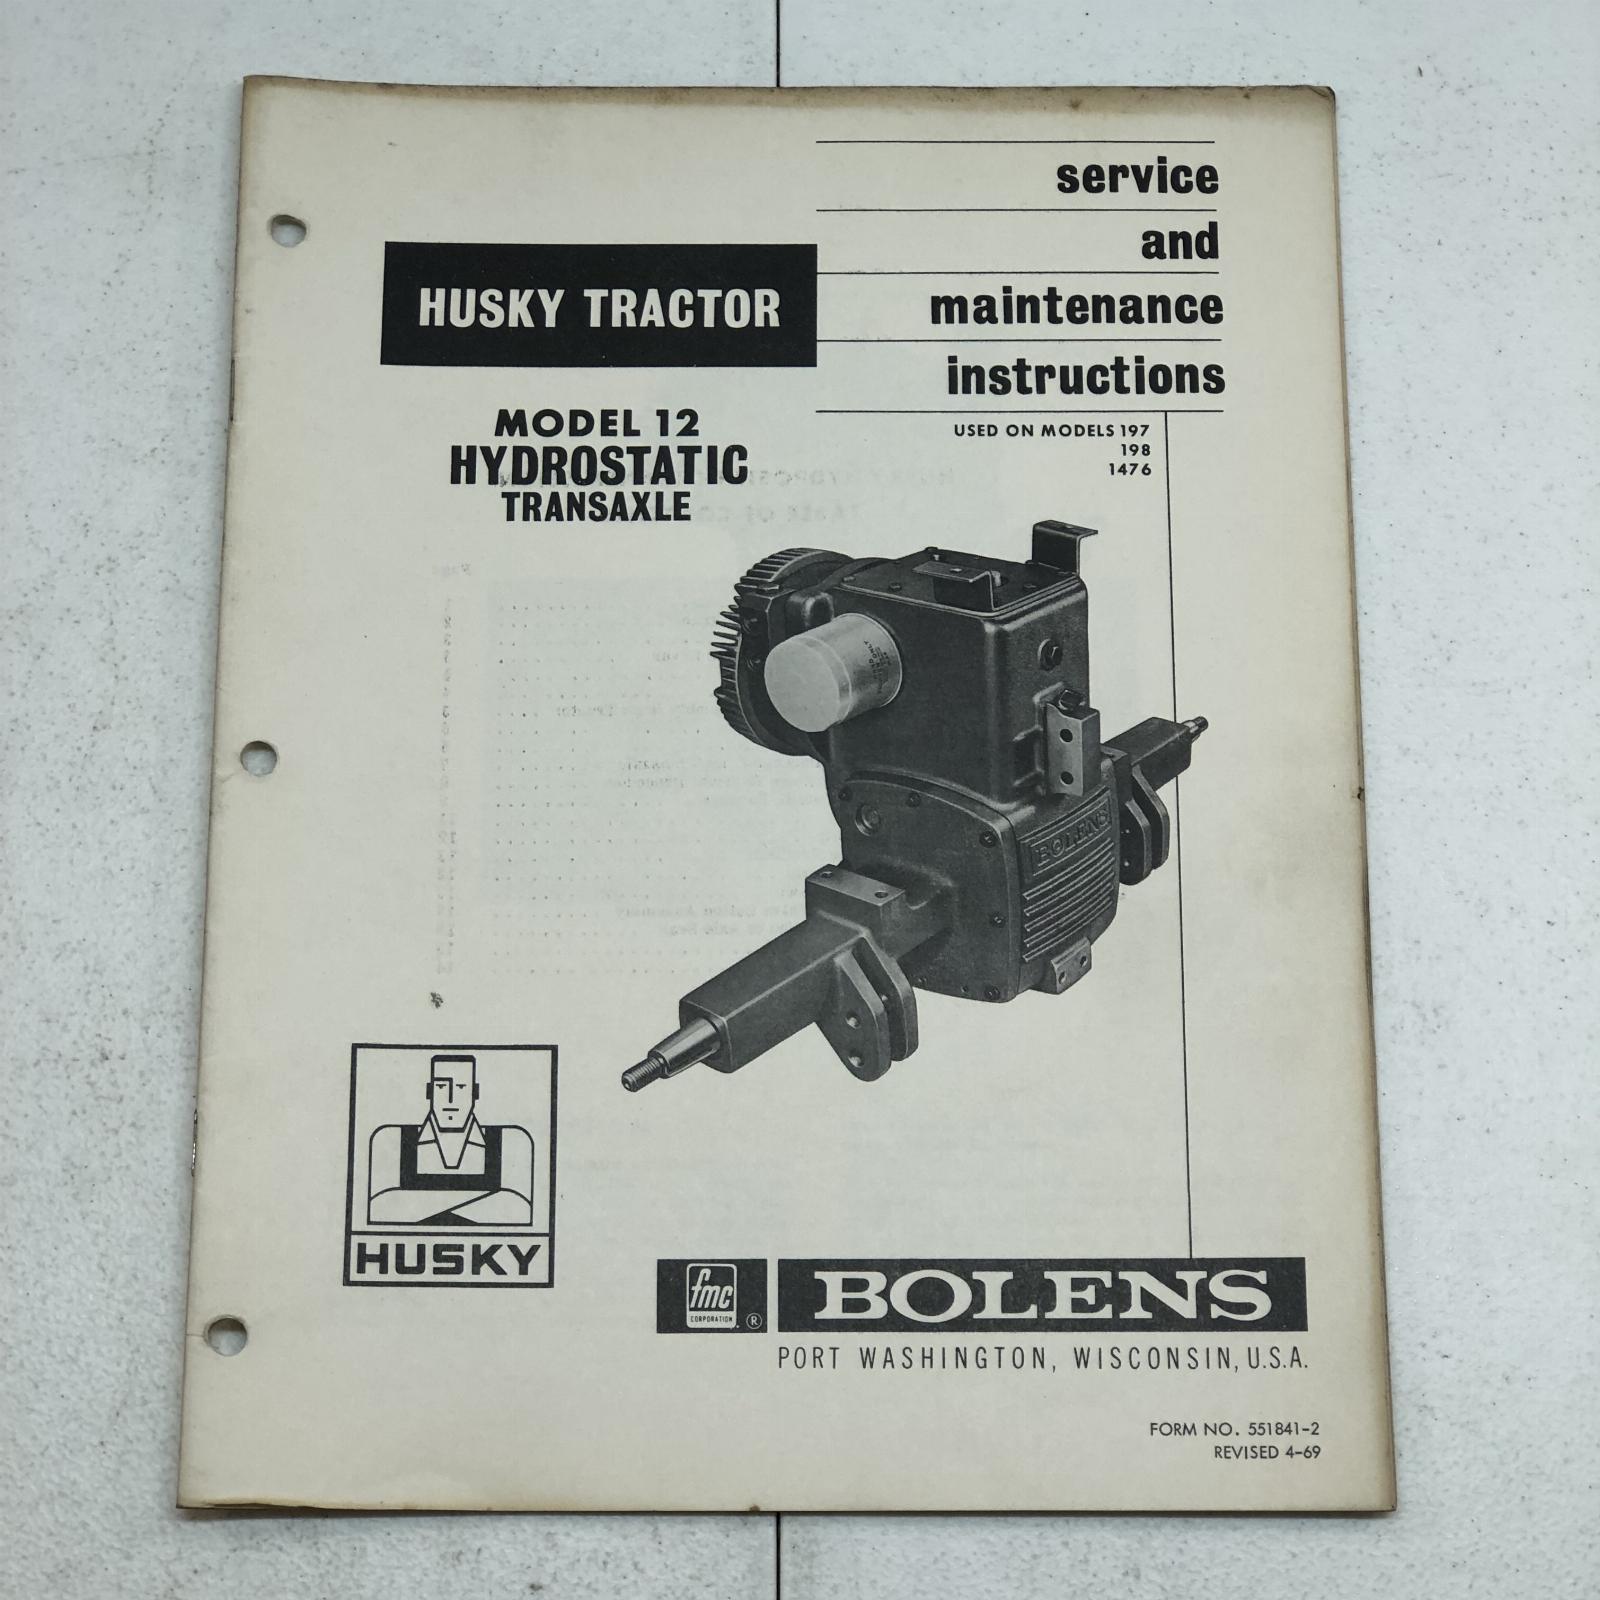 service
and
maintenance
instructions
HUSKY TRACTOR
MODEL 12
HYDROSTATIC
TRANSAXLE
USED ON MODELS 197
198
1476
BOLENS
HUSKY
fmc
CORPORATION
®
BOLENS
PORT WASHINGTON, WISCONSIN, U.S.A.
FORM NO. 551841-2
REVISED 4-69